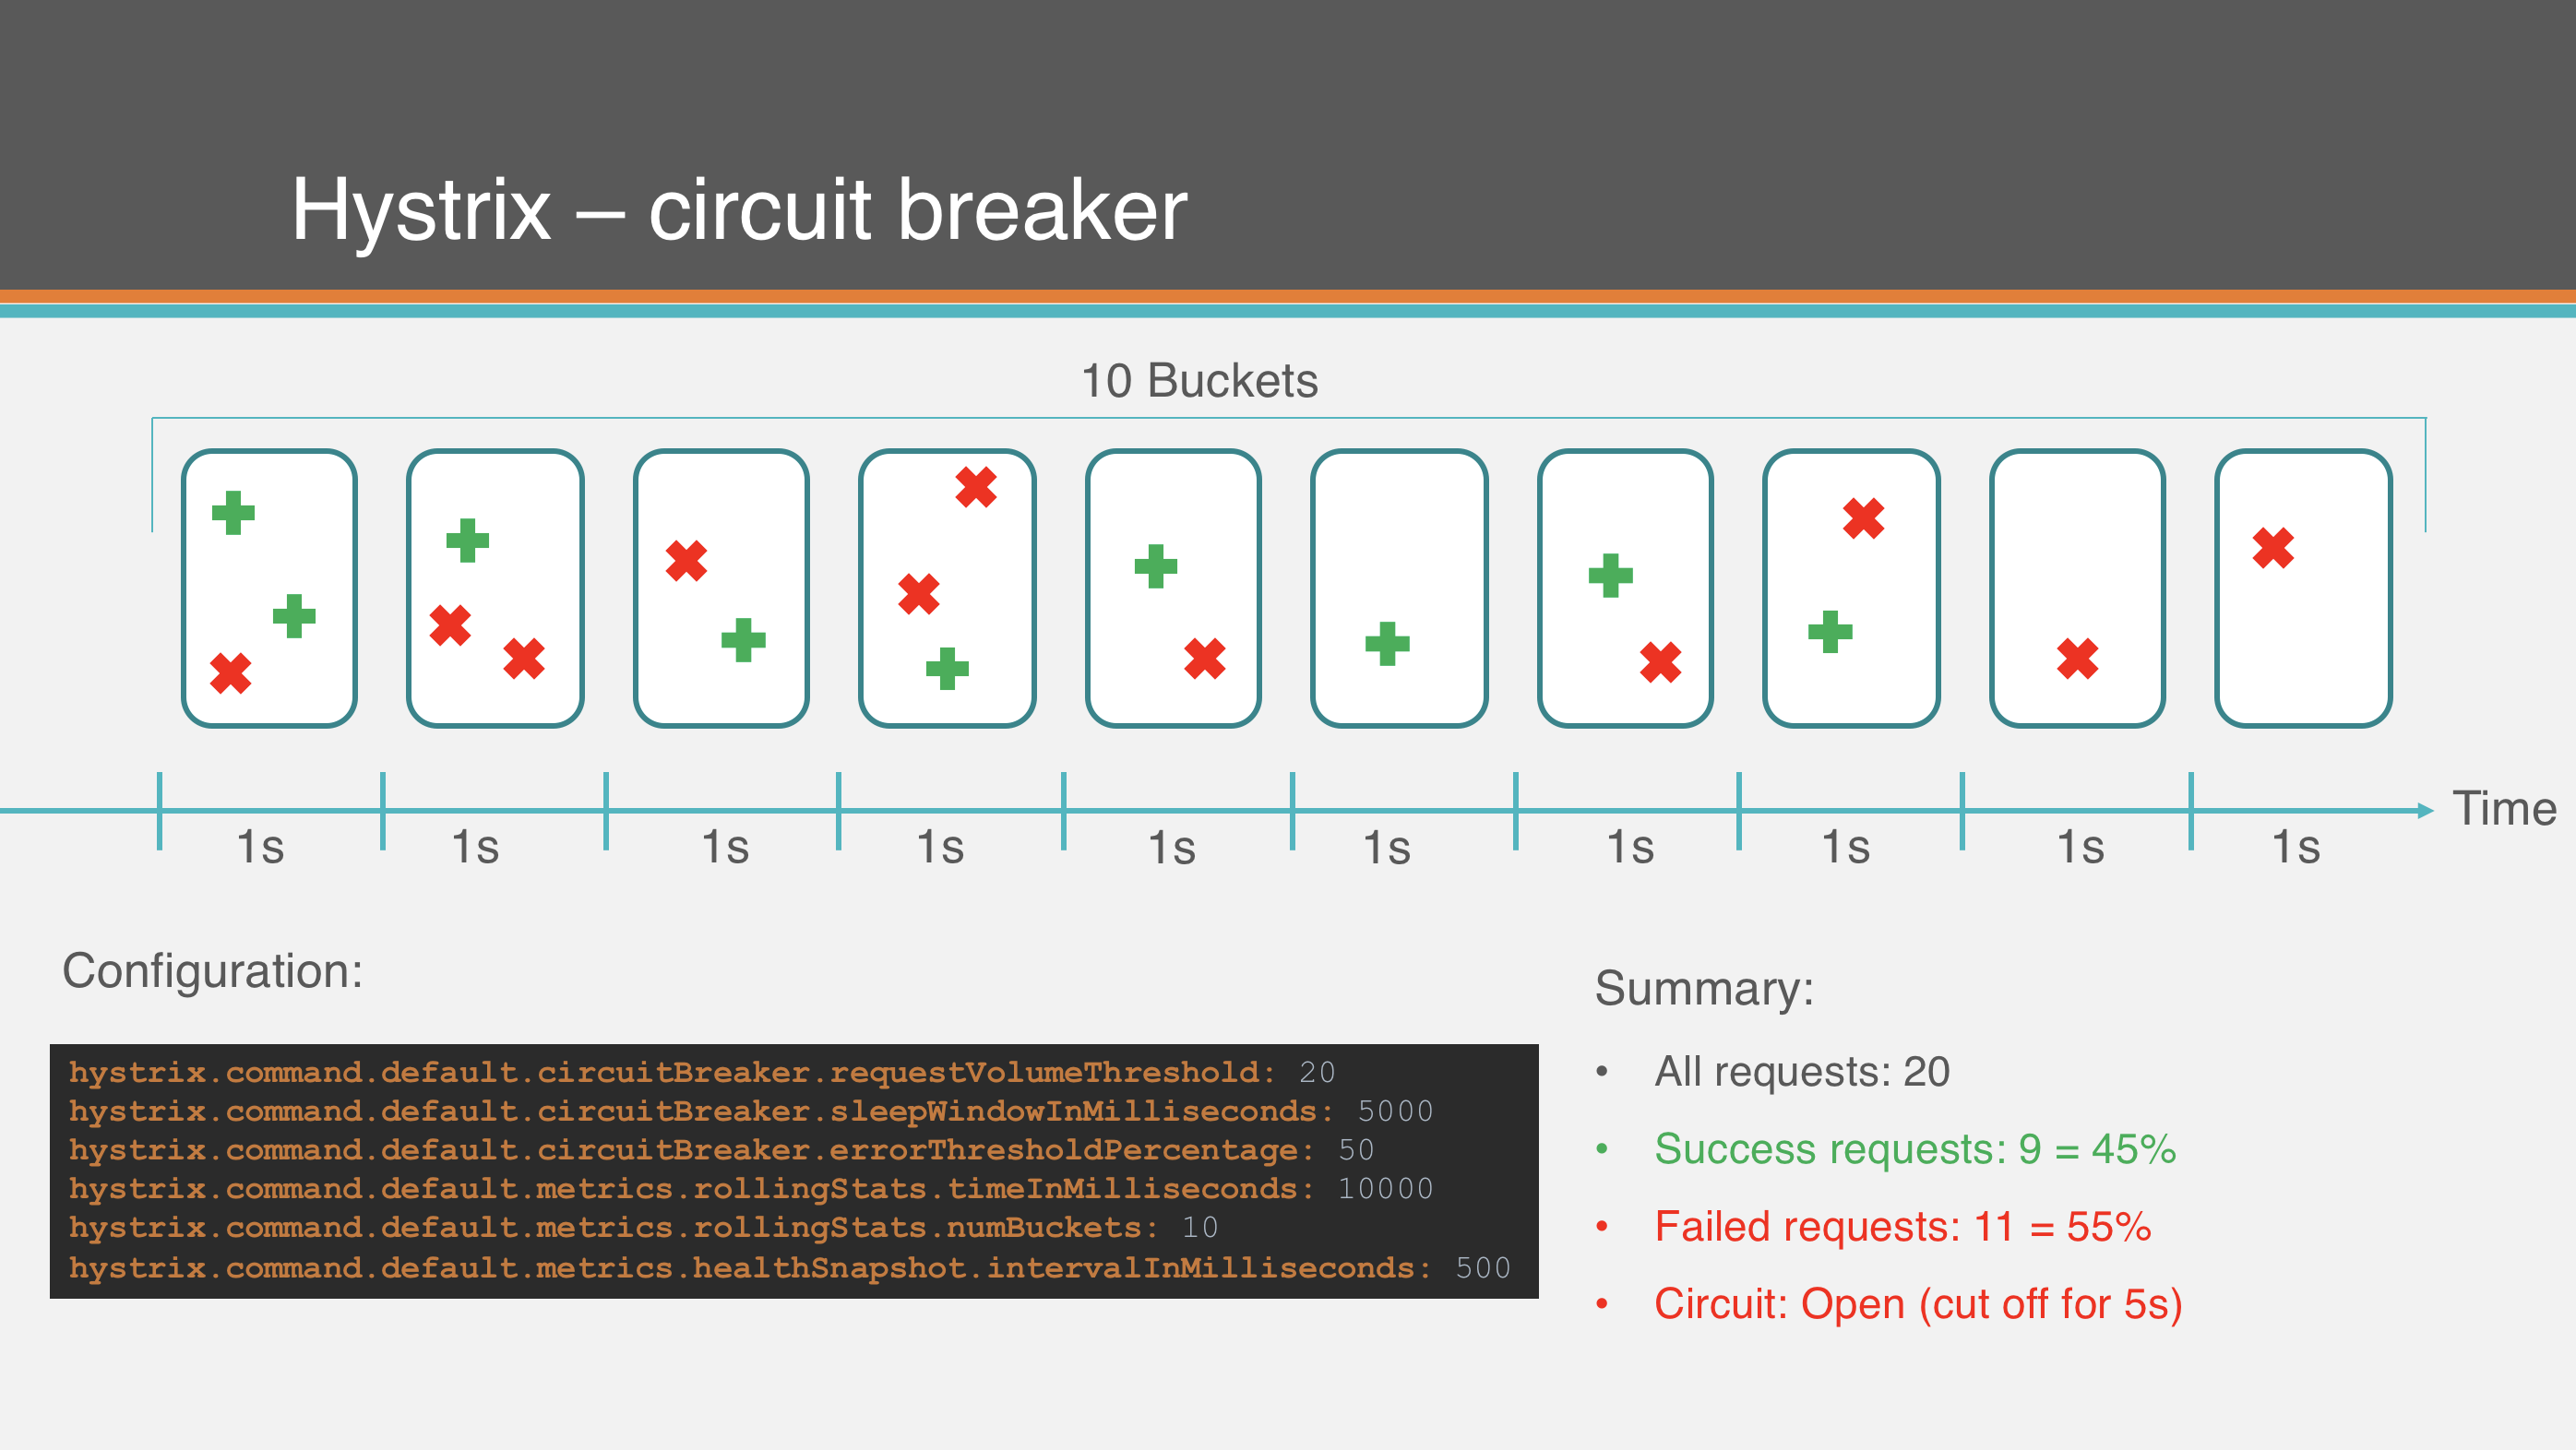 Hystrix – circuit breaker
10 Buckets
1s 1s 1s 1s 1s 1s 1s 1s 1s 1s
Time
Configuration:
hystrix.command.default.circuitBreaker.requestVolumeThreshold: 20
hystrix.command.default.circuitBreaker.sleepWindowInMilliseconds: 5000
hystrix.command.default.circuitBreaker.errorThresholdPercentage: 50
hystrix.command.default.metrics.rollingStats.timeInMilliseconds: 10000
hystrix.command.default.metrics.rollingStats.numBuckets: 10
hystrix.command.default.metrics.healthSnapshot.intervalInMilliseconds: 500
Summary:
• All requests: 20
• Success requests: 9 = 45%
• Failed requests: 11 = 55%
• Circuit: Open (cut off for 5s)